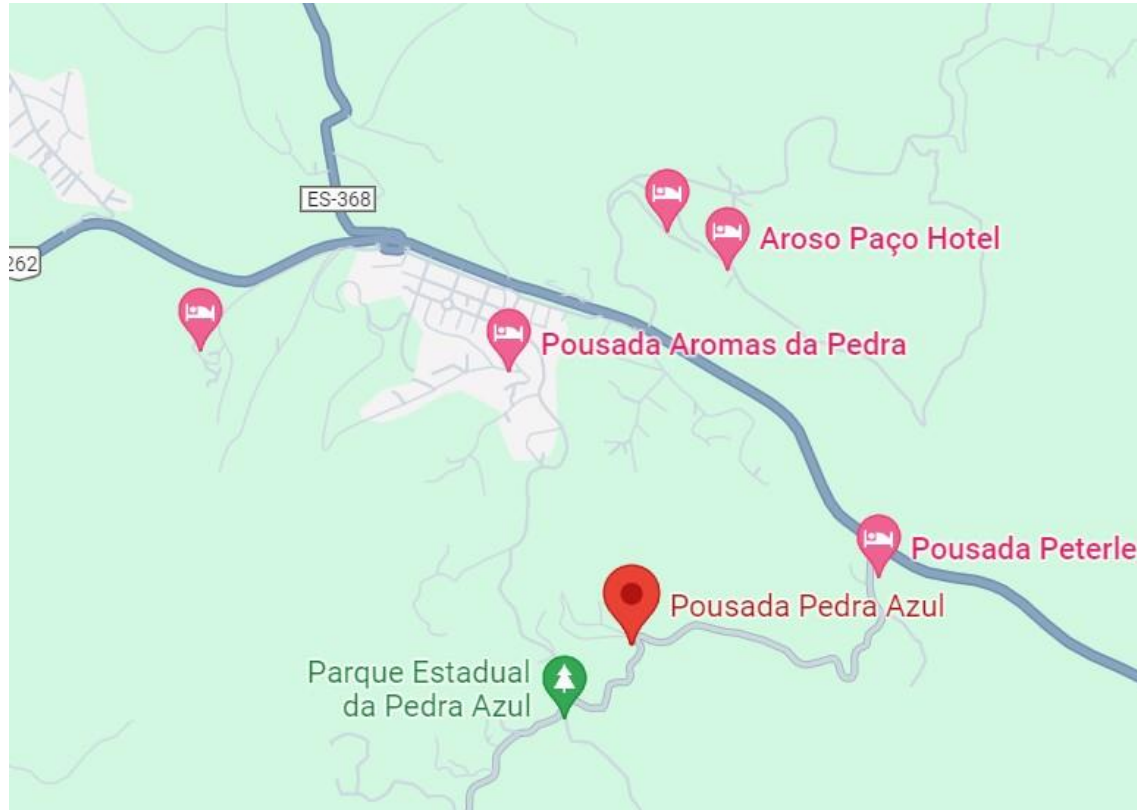 ES-368
Aroso Paço Hotel
262
Pousada Aromas da Pedra
Pousada Peterle
Pousada Pedra Azul
Parque Estadual
da Pedra Azul